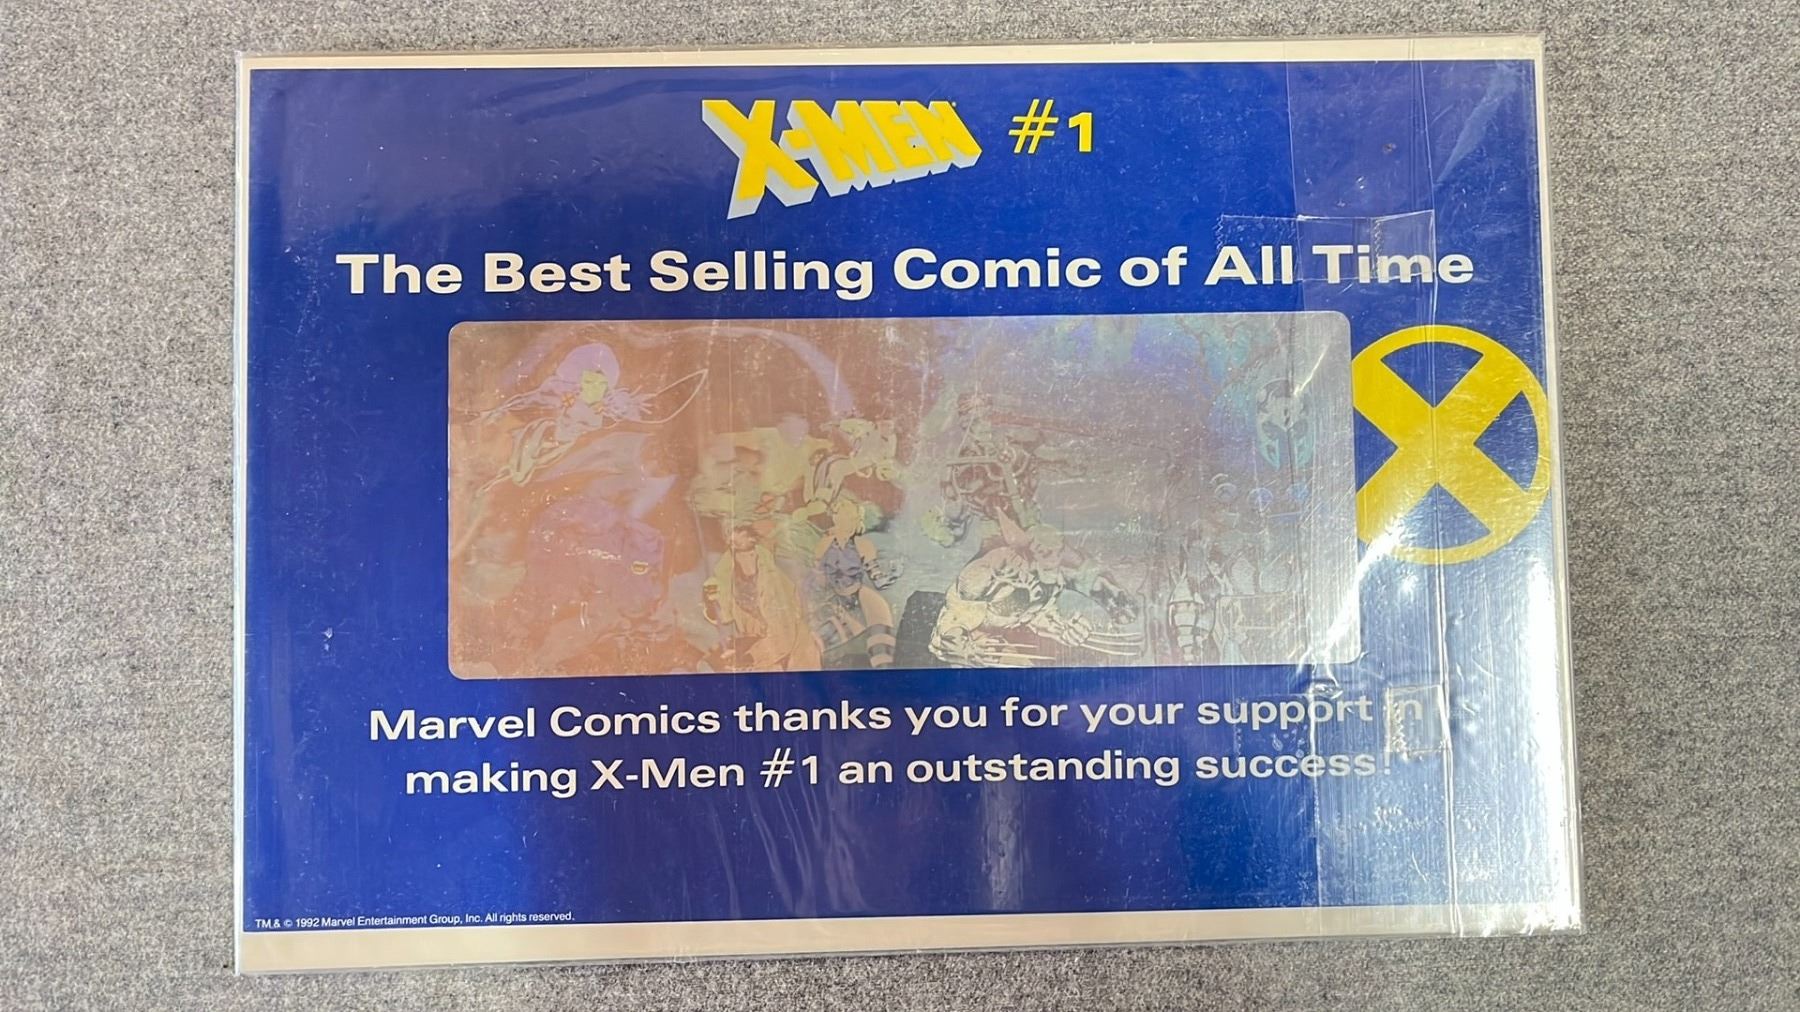 X-MEN #1
The Best Selling Comic of All Time
Marvel Comics thanks you for your support in
making X-Men #1 an outstanding success!
TM & © 1992 Marvel Entertainment Group, Inc. All rights reserved.